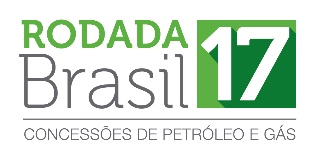 RODADA
Brasil 17
CONCESSÕES DE PETRÓLEO E GÁS